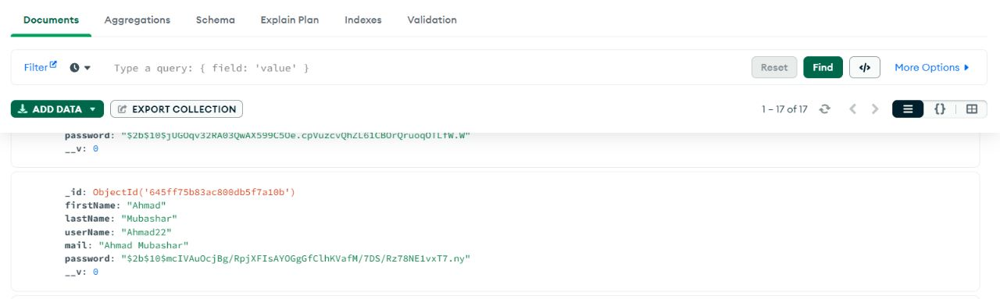 Documents Aggregations Schema Explain Plan Indexes Validation
Filter Type a query: { field: 'value' } Reset Find </> More Options
ADD DATA EXPORT COLLECTION 1 – 17 of 17 {}
password: "$2b$10$jUGOqv32RA03QwAX599C5Oe.cpVuzcvQhZL61CBOrQruoqOTLfW.W"
__v: 0
_id: ObjectId('645ff75b83ac800db5f7a10b')
firstName: "Ahmad"
lastName: "Mubashar"
userName: "Ahmad22"
mail: "Ahmad Mubashar"
password: "$2b$10$mcIVAuOcjBg/RpjXFIsAYOGgGfClhKVafM/7DS/Rz78NE1vxT7.ny"
__v: 0